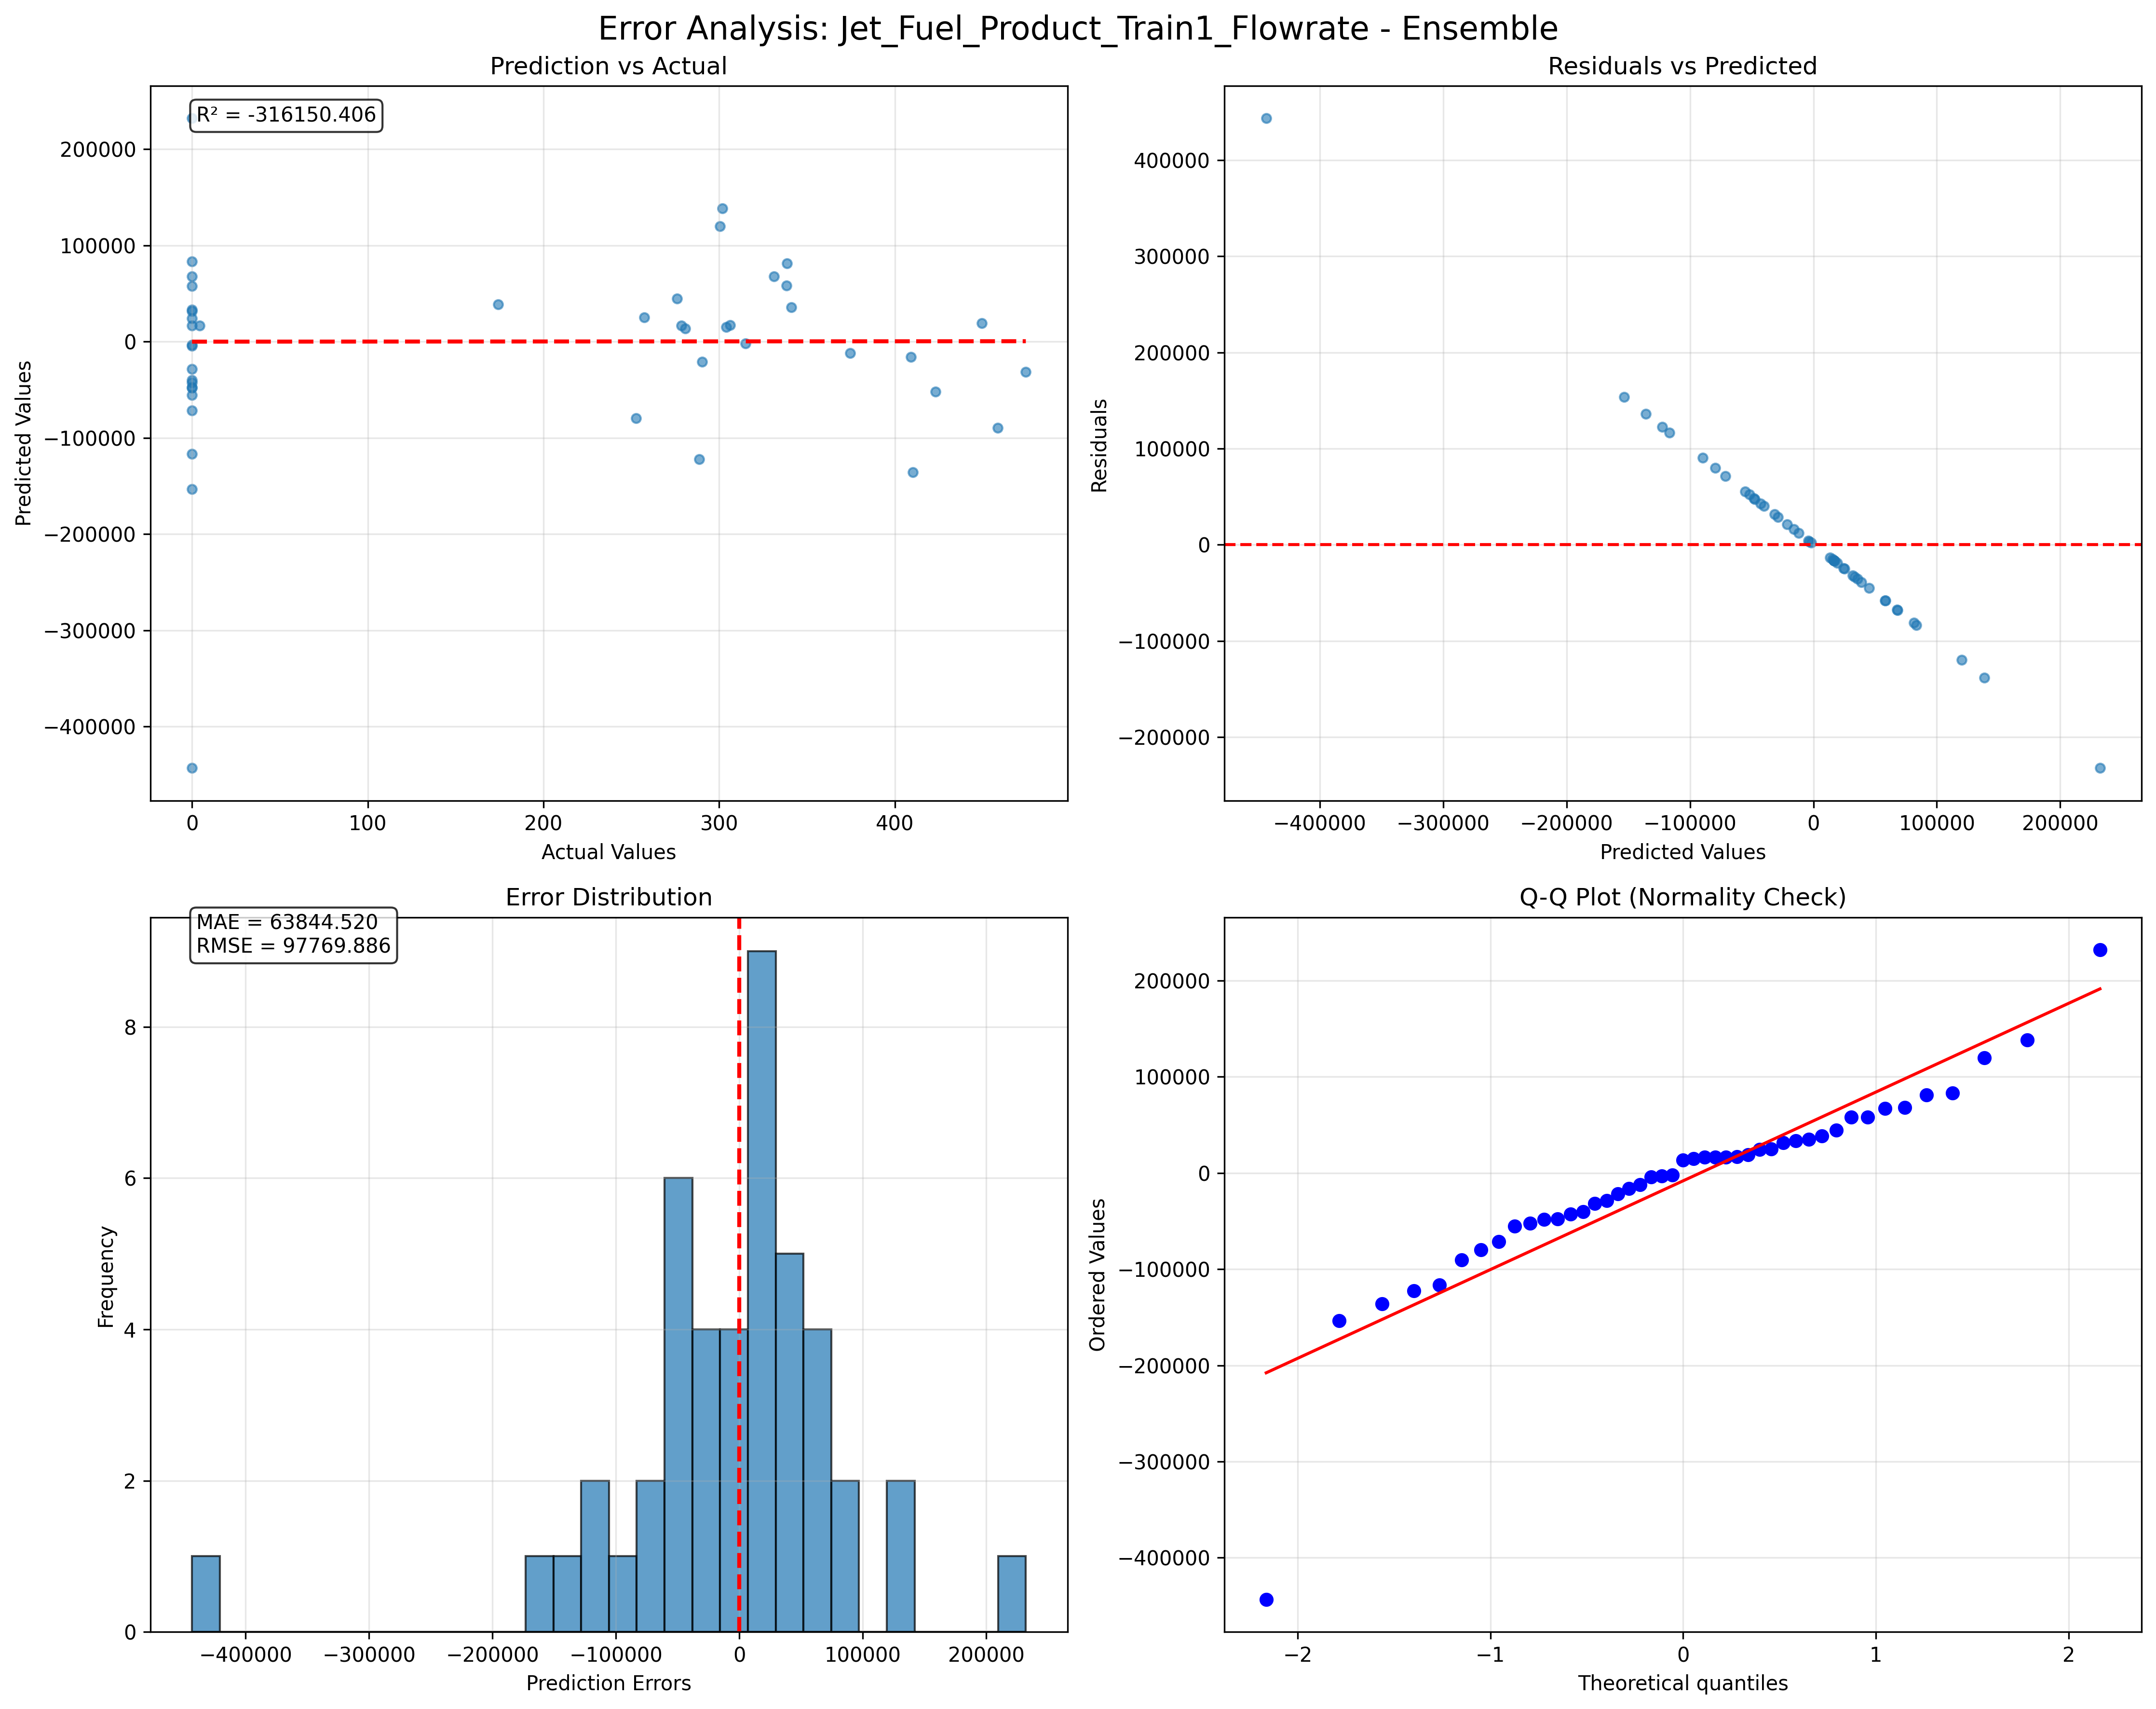 Error Analysis: Jet_Fuel_Product_Train1_Flowrate - Ensemble
Prediction vs Actual
R² = -316150.406
200000
100000
0
−100000
−200000
−300000
−400000
Predicted Values
0 100 200 300 400
Actual Values
Residuals vs Predicted
400000
300000
200000
100000
0
−100000
−200000
Residuals
−400000 −300000 −200000 −100000 0 100000 200000
Predicted Values
Error Distribution
MAE = 63844.520
RMSE = 97769.886
8
6
4
2
0
Frequency
−400000 −300000 −200000 −100000 0 100000 200000
Prediction Errors
Q-Q Plot (Normality Check)
200000
100000
0
−100000
−200000
−300000
−400000
Ordered Values
−2 −1 0 1 2
Theoretical quantiles